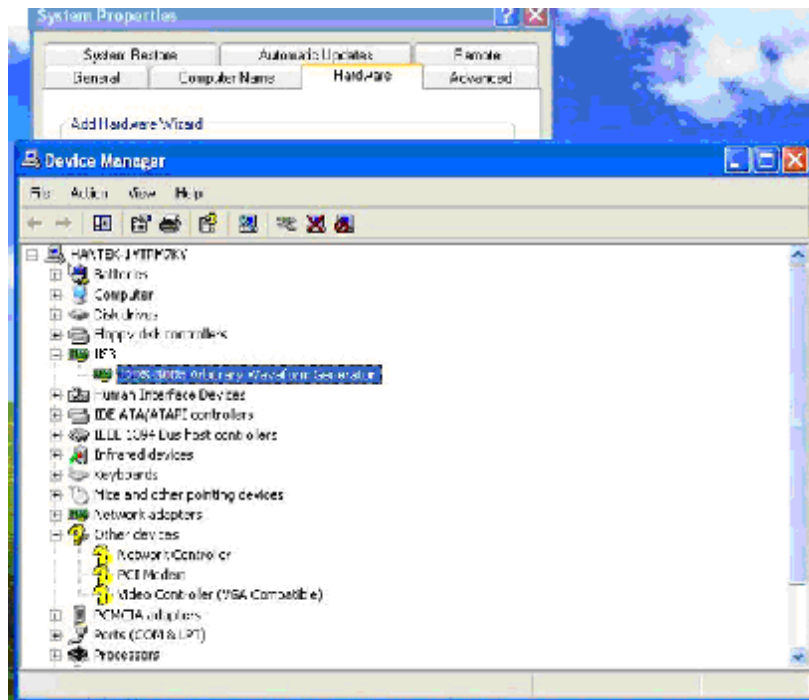 System Properties
System Restore Automatic Updates Remote
General Computer Name Hardware Advanced
Add Hardware Wizard
Device Manager
File Action View Help
Batteries
Computer
Disk drives
Floppy disk controllers
Arbitrary Waveform Generator
Human Interface Devices
IDE ATA/ATAPI controllers
IEEE 1394 Bus host controllers
Infrared devices
Keyboards
Mice and other pointing devices
Network adapters
Other devices
Network Controller
PCI Modem
Video Controller (VGA Compatible)
PCMCIA adapters
Ports (COM & LPT)
Processors